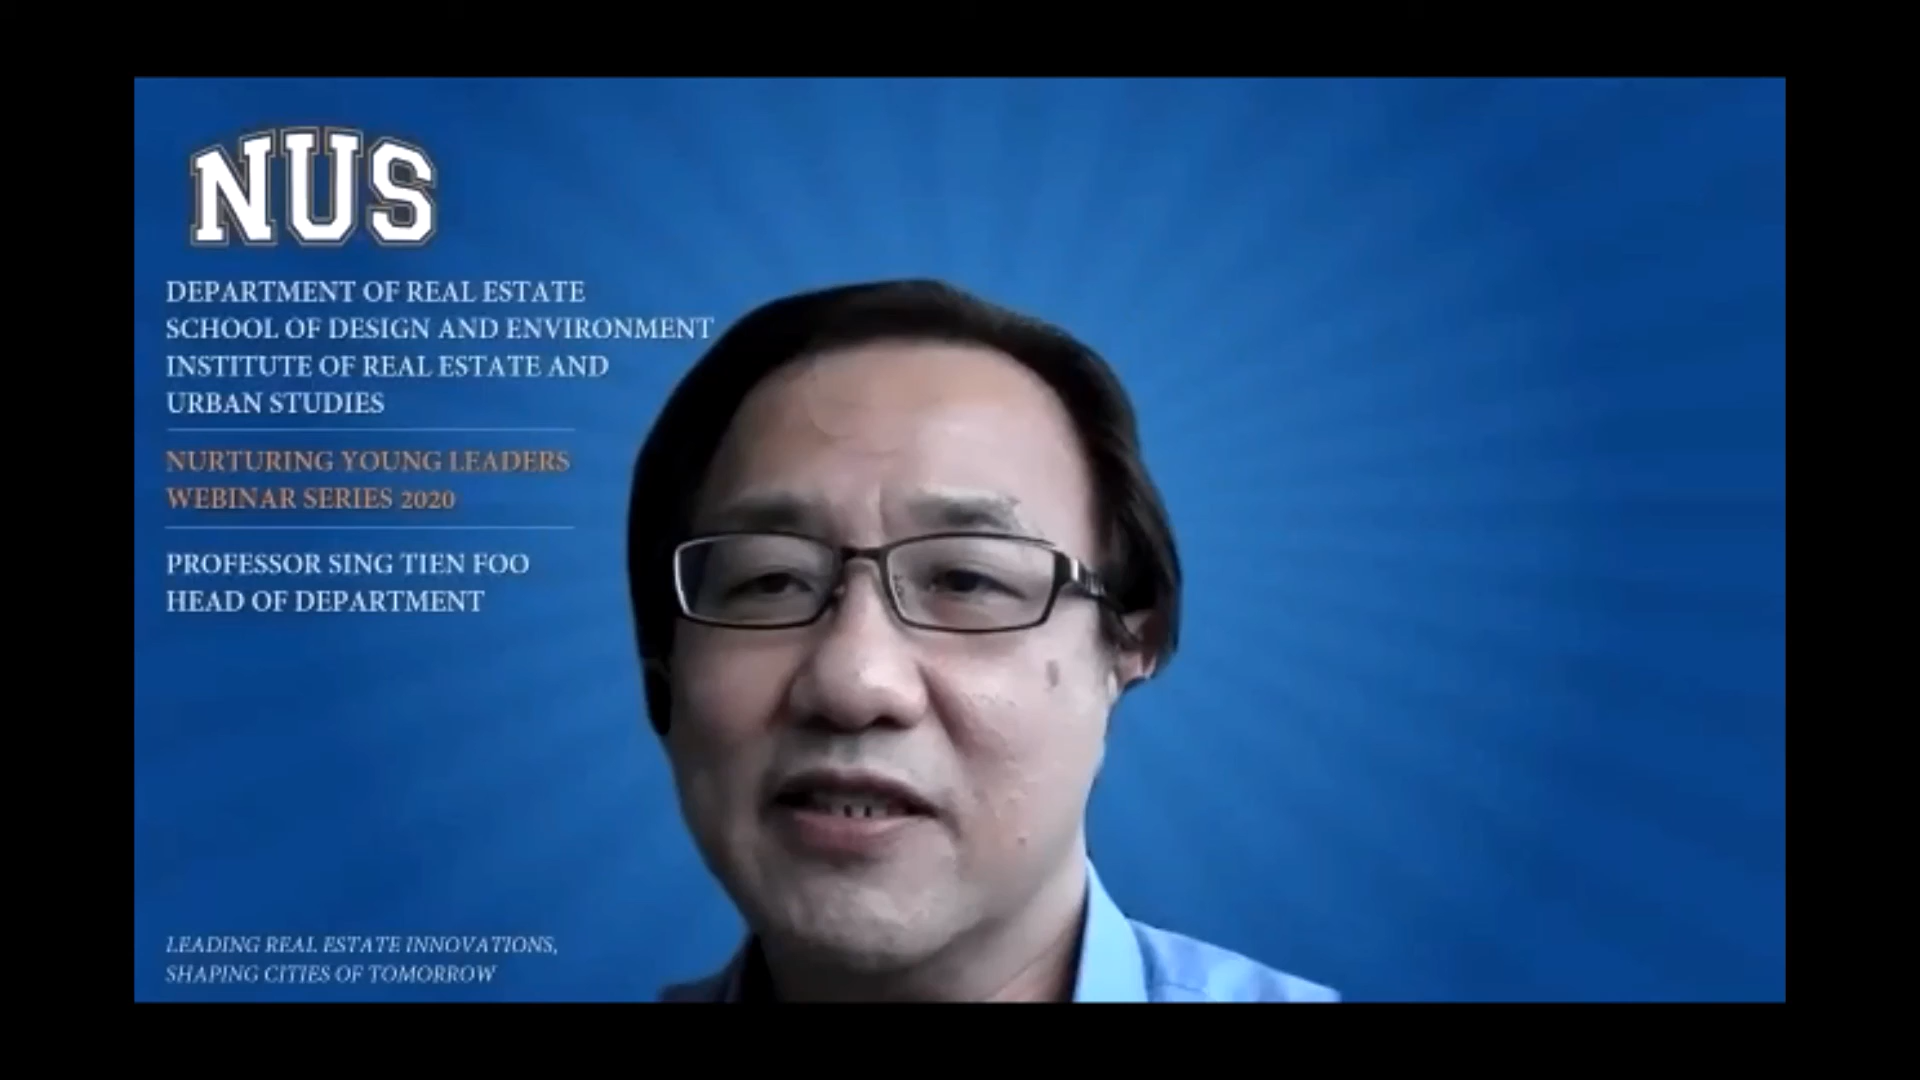 NUS
DEPARTMENT OF REAL ESTATE
SCHOOL OF DESIGN AND ENVIRONMENT
INSTITUTE OF REAL ESTATE AND
URBAN STUDIES
NURTURING YOUNG LEADERS
WEBINAR SERIES 2020
PROFESSOR SING TIEN FOO
HEAD OF DEPARTMENT
LEADING REAL ESTATE INNOVATIONS,
SHAPING CITIES OF TOMORROW